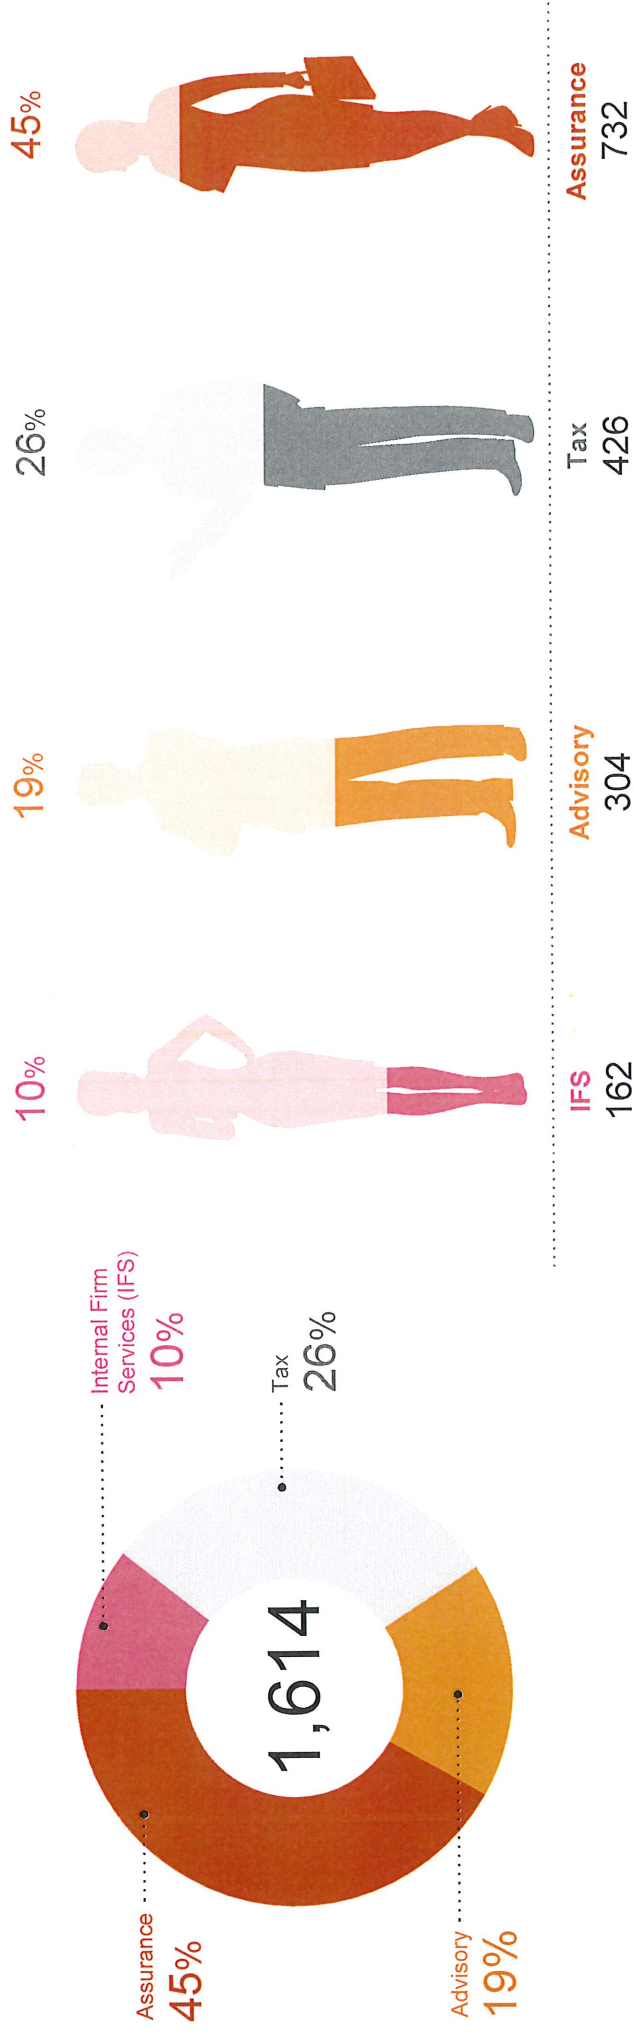 Assurance
45%
Advisory
19%
1,614
Internal Firm
Services (IFS)
10%
Tax
26%
10%
19%
26%
45%
IFS
Advisory
Tax
Assurance
162
304
426
732